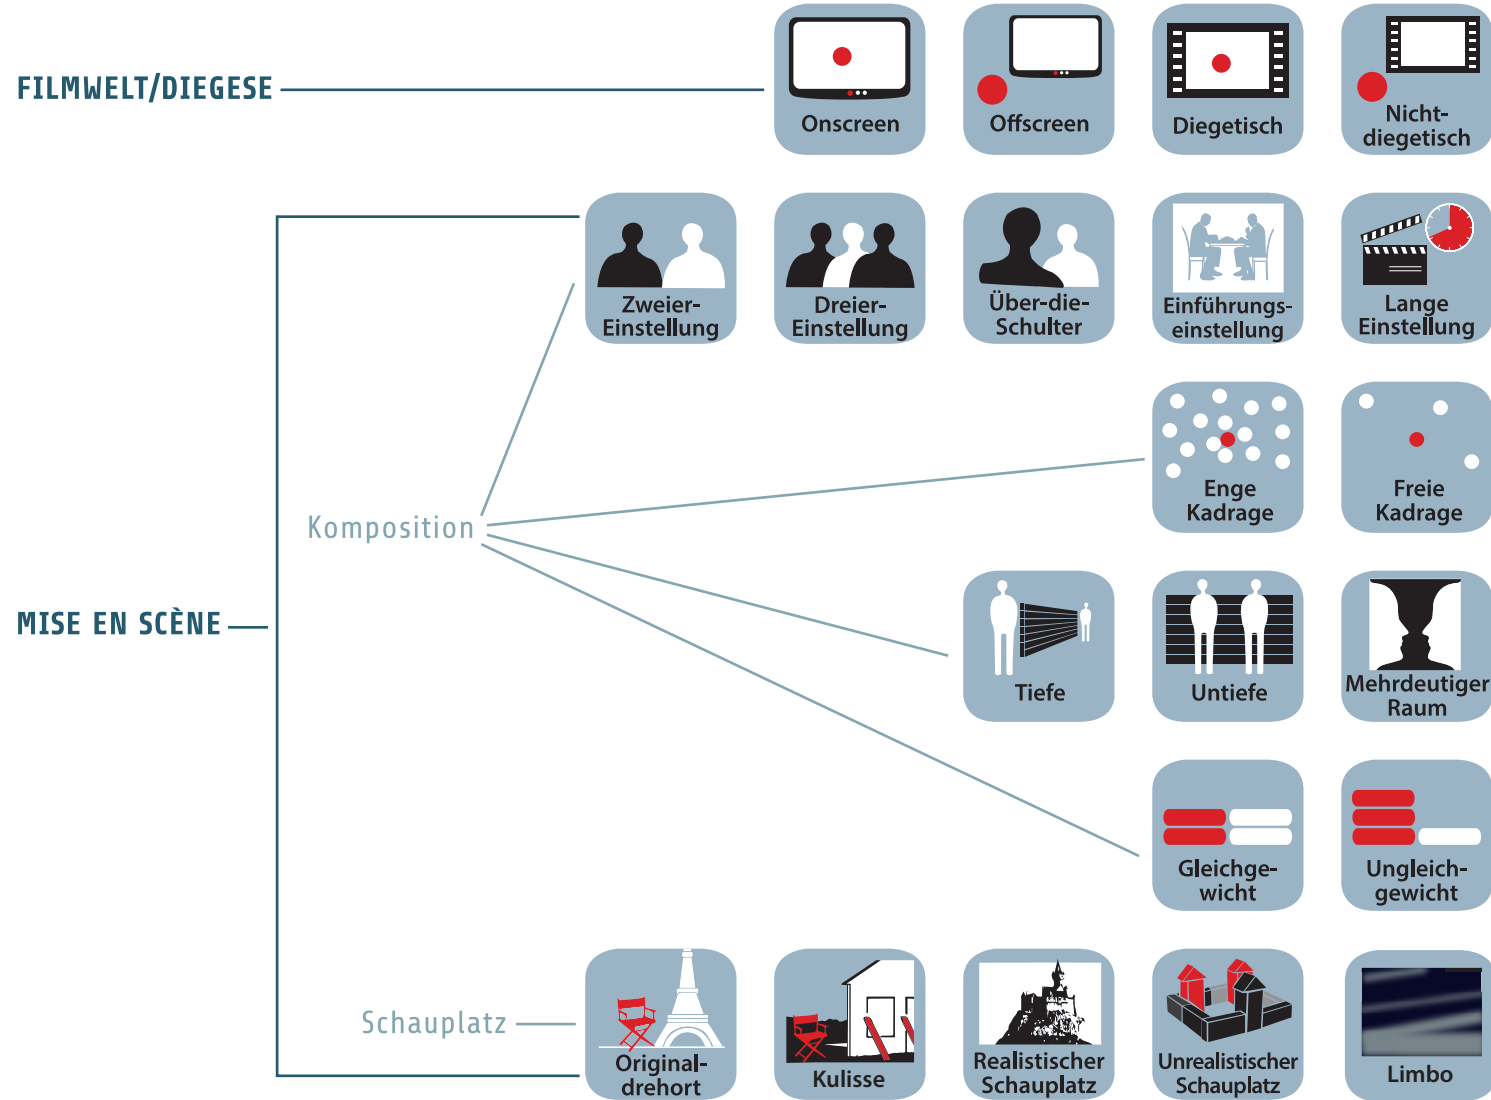 FILMWELT/DIEGESE
Onscreen
Offscreen
Diegetisch
Nicht-
diegetisch
Zweier-
Einstellung
Dreier-
Einstellung
Über-die-
Schulter
Einführungs-
einstellung
Lange
Einstellung
Enge
Kadrage
Freie
Kadrage
Komposition
MISE EN SCÈNE
Tiefe
Untiefe
Mehrdeutiger
Raum
Gleichge-
wicht
Ungleich-
gewicht
Schauplatz
Original-
drehort
Kulisse
Realistischer
Schauplatz
Unrealistischer
Schauplatz
Limbo